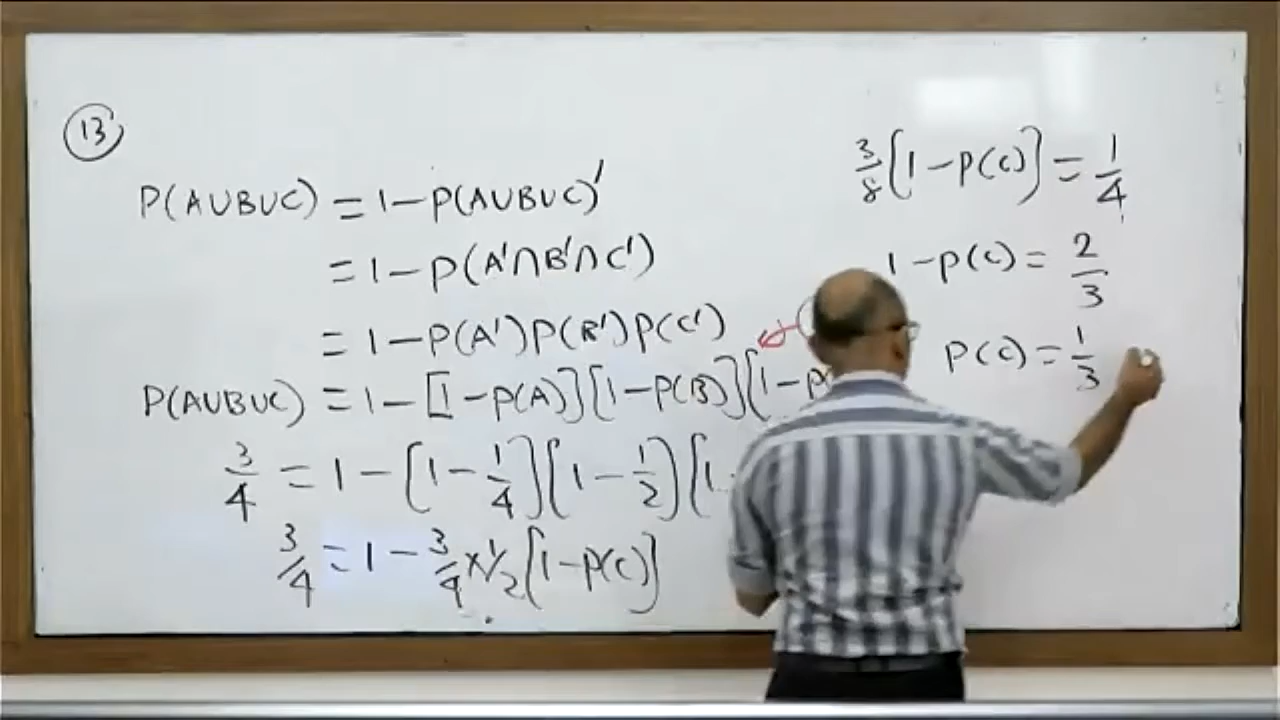 13
P(AUBUC) = 1 - P(AUBUC)'
= 1 - P(A'∩B'∩C')
= 1 - P(A')P(B')P(C')
P(AUBUC) = 1 - [1 - P(A)][1 - P(B)][1 - P
3/4 = 1 - [1 - 1/4][1 - 1/2][1
3/4 = 1 - 3/4 x 1/2 [1 - P(C)]
3/8 [1 - P(C)] = 1/4
1 - P(C) = 2/3
P(C) = 1/3